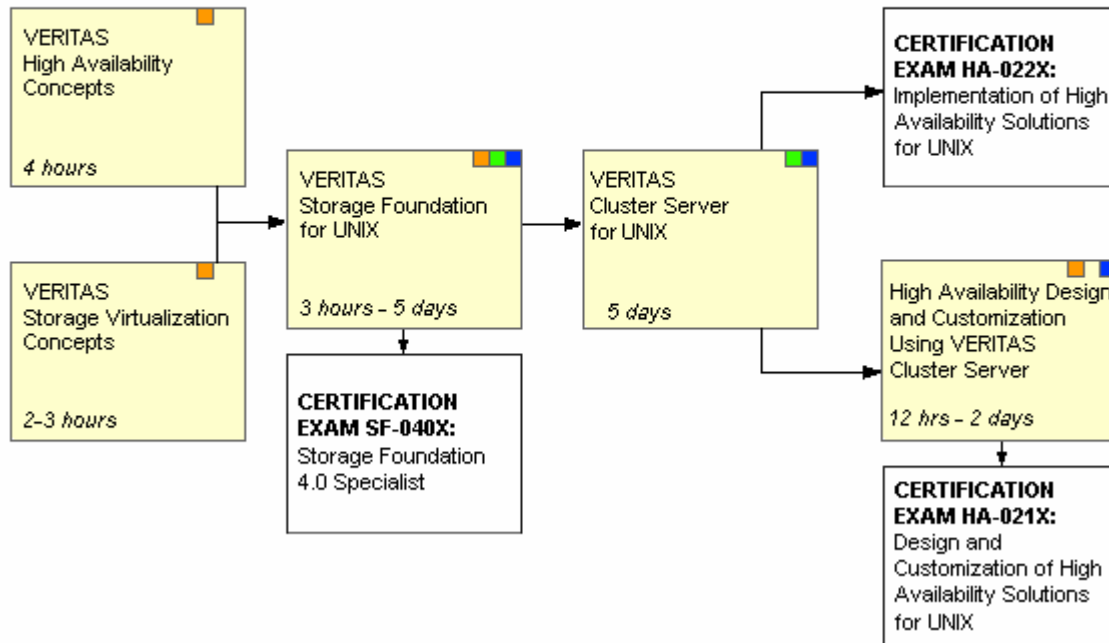 VERITAS
High Availability
Concepts
4 hours
VERITAS
Storage Virtualization
Concepts
2-3 hours
VERITAS
Storage Foundation
for UNIX
3 hours - 5 days
CERTIFICATION
EXAM SF-040X:
Storage Foundation
4.0 Specialist
VERITAS
Cluster Server
for UNIX
5 days
CERTIFICATION
EXAM HA-022X:
Implementation of High
Availability Solutions
for UNIX
High Availability Design
and Customization
Using VERITAS
Cluster Server
12 hrs - 2 days
CERTIFICATION
EXAM HA-021X:
Design and
Customization of High
Availability Solutions
for UNIX